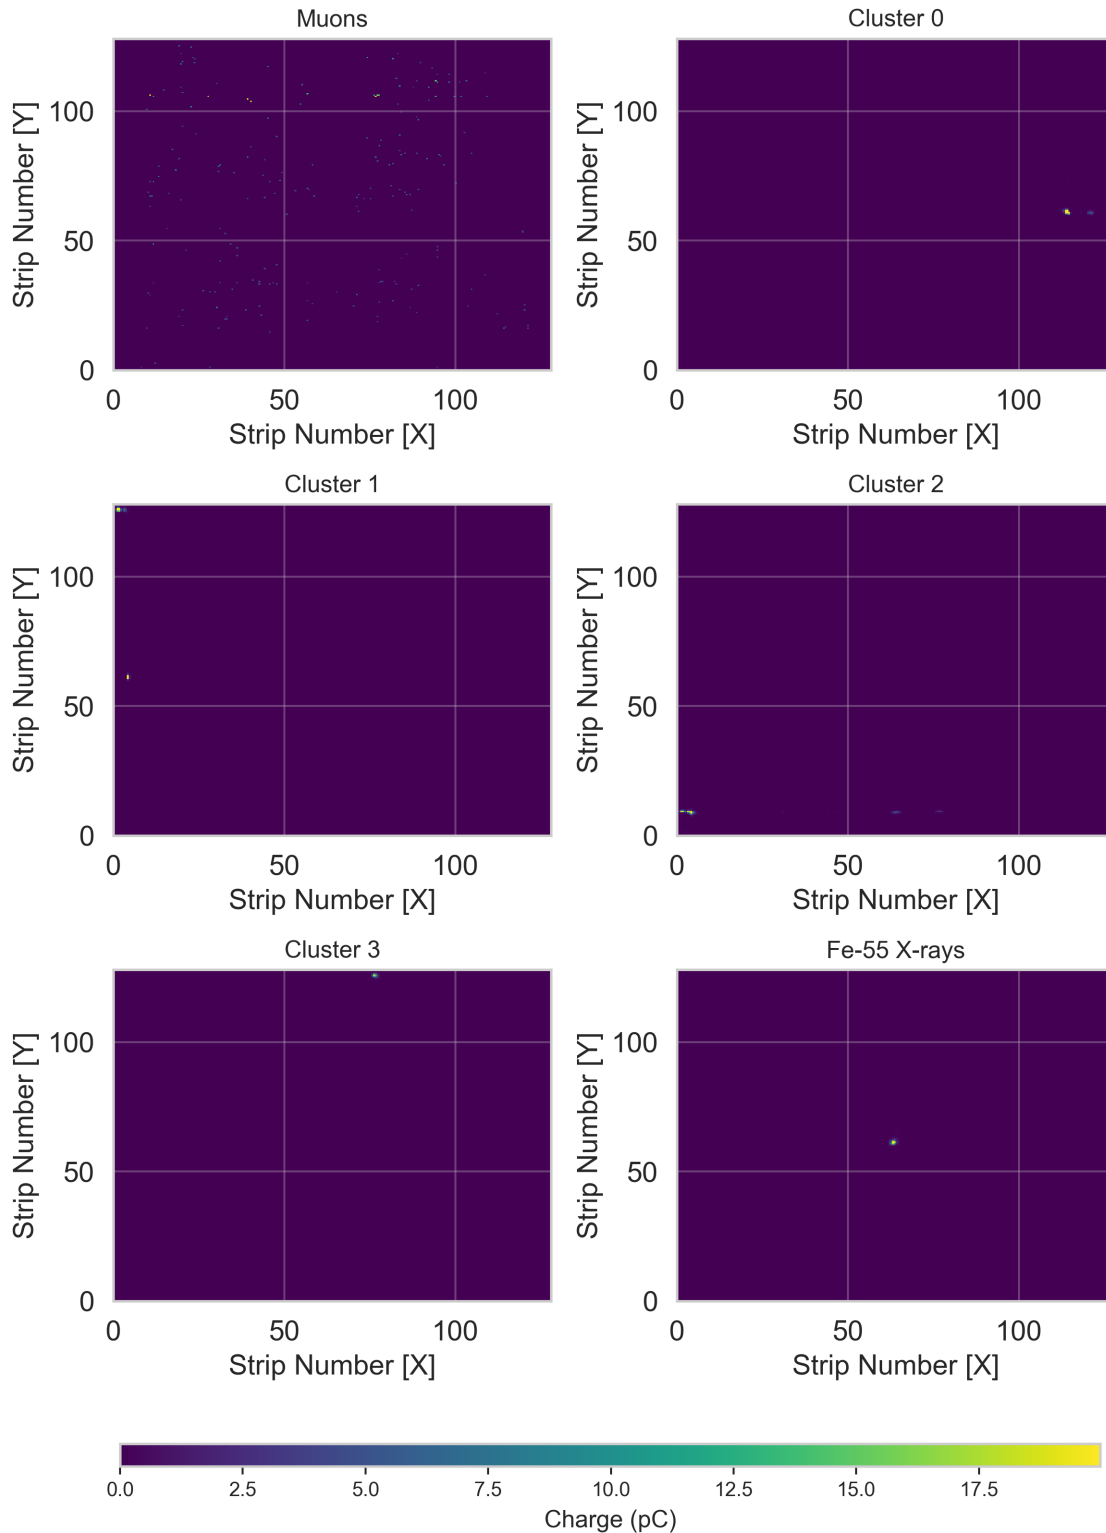 Muons
Strip Number [Y]
100
50
0
0 50 100
Strip Number [X]
Cluster 0
Strip Number [Y]
100
50
0
0 50 100
Strip Number [X]
Cluster 1
Strip Number [Y]
100
50
0
0 50 100
Strip Number [X]
Cluster 2
Strip Number [Y]
100
50
0
0 50 100
Strip Number [X]
Cluster 3
Strip Number [Y]
100
50
0
0 50 100
Strip Number [X]
Fe-55 X-rays
Strip Number [Y]
100
50
0
0 50 100
Strip Number [X]
0.0 2.5 5.0 7.5 10.0 12.5 15.0 17.5
Charge (pC)